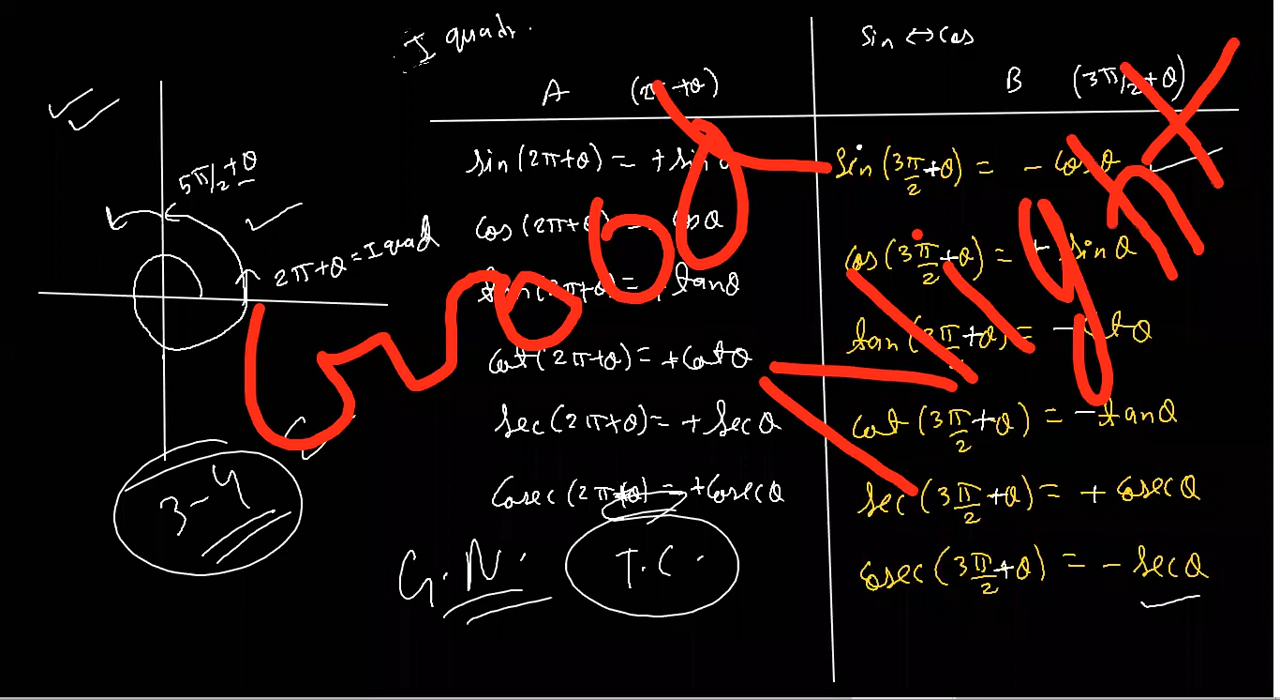 I quadr.
Sin ↔ Cos
A (2π+θ)
B (3π/2+θ)
5π/2+θ
2π+θ = I quad
sin(2π+θ) = +sinθ
cos(2π+θ) = cosθ
tan(2π+θ) = +tanθ
cot(2π+θ) = +cotθ
sec(2π+θ) = +secθ
cosec(2π+θ) = +cosecθ
Sin(3π/2+θ) = -cosθ
cos(3π/2+θ) = +sinθ
tan(3π/2+θ) = -cotθ
cot(3π/2+θ) = -tanθ
sec(3π/2+θ) = +cosecθ
cosec(3π/2+θ) = -secθ
3-4
G.N.
T.C.
Good
night